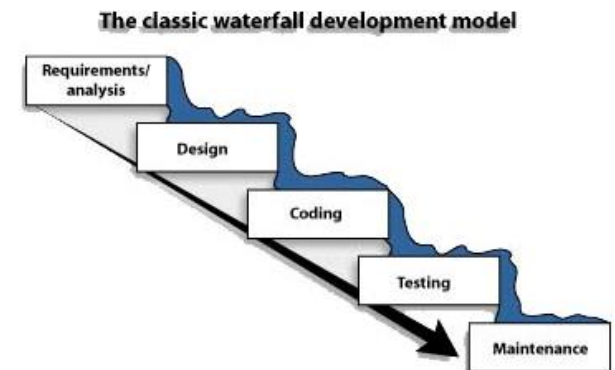 The classic waterfall development model
Requirements/
analysis
Design
Coding
Testing
Maintenance